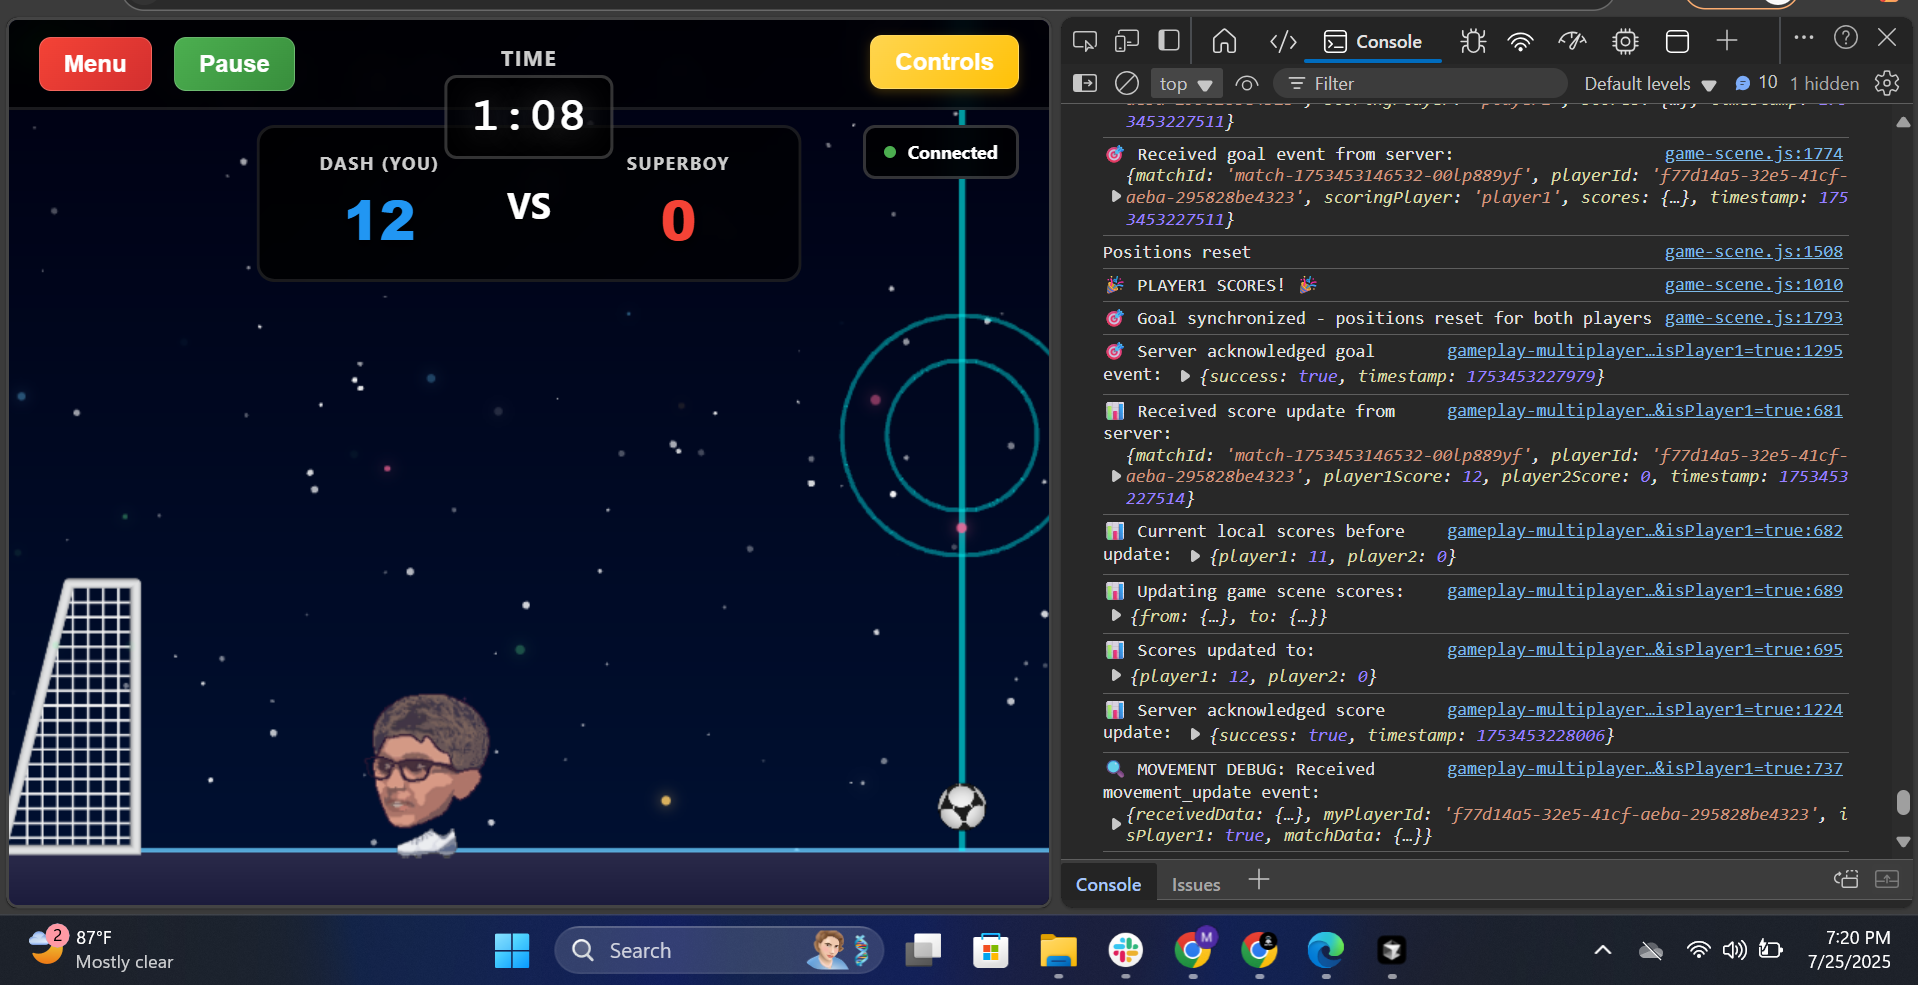 Menu
Pause
TIME
1:08
Controls
DASH (YOU)
12
VS
SUPERBOY
0
Connected
Console
top
Filter
Default levels
10
1 hidden
3453227511}
🎯 Received goal event from server:
game-scene.js:1774
{matchId: 'match-1753453146532-00lp889yf', playerId: 'f77d14a5-32e5-41cf-
aeba-295828be4323', scoringPlayer: 'player1', scores: {…}, timestamp: 175
3453227511}
Positions reset
game-scene.js:1508
🎉 PLAYER1 SCORES! 🎉
game-scene.js:1010
🎯 Goal synchronized - positions reset for both players
game-scene.js:1793
🎯 Server acknowledged goal
gameplay-multiplayer…isPlayer1=true:1295
event: {success: true, timestamp: 1753453227979}
📊 Received score update from
gameplay-multiplayer…&isPlayer1=true:681
server:
{matchId: 'match-1753453146532-00lp889yf', playerId: 'f77d14a5-32e5-41cf-
aeba-295828be4323', player1Score: 12, player2Score: 0, timestamp: 1753453
227514}
📊 Current local scores before
gameplay-multiplayer…&isPlayer1=true:682
update: {player1: 11, player2: 0}
📊 Updating game scene scores:
gameplay-multiplayer…&isPlayer1=true:689
{from: {…}, to: {…}}
📊 Scores updated to:
gameplay-multiplayer…&isPlayer1=true:695
{player1: 12, player2: 0}
📊 Server acknowledged score
gameplay-multiplayer…isPlayer1=true:1224
update: {success: true, timestamp: 1753453228006}
🔍 MOVEMENT DEBUG: Received
gameplay-multiplayer…&isPlayer1=true:737
movement_update event:
{receivedData: {…}, myPlayerId: 'f77d14a5-32e5-41cf-aeba-295828be4323', i
sPlayer1: true, matchData: {…}}
Console
Issues
2
87°F
Mostly clear
Search
M
7:20 PM
7/25/2025